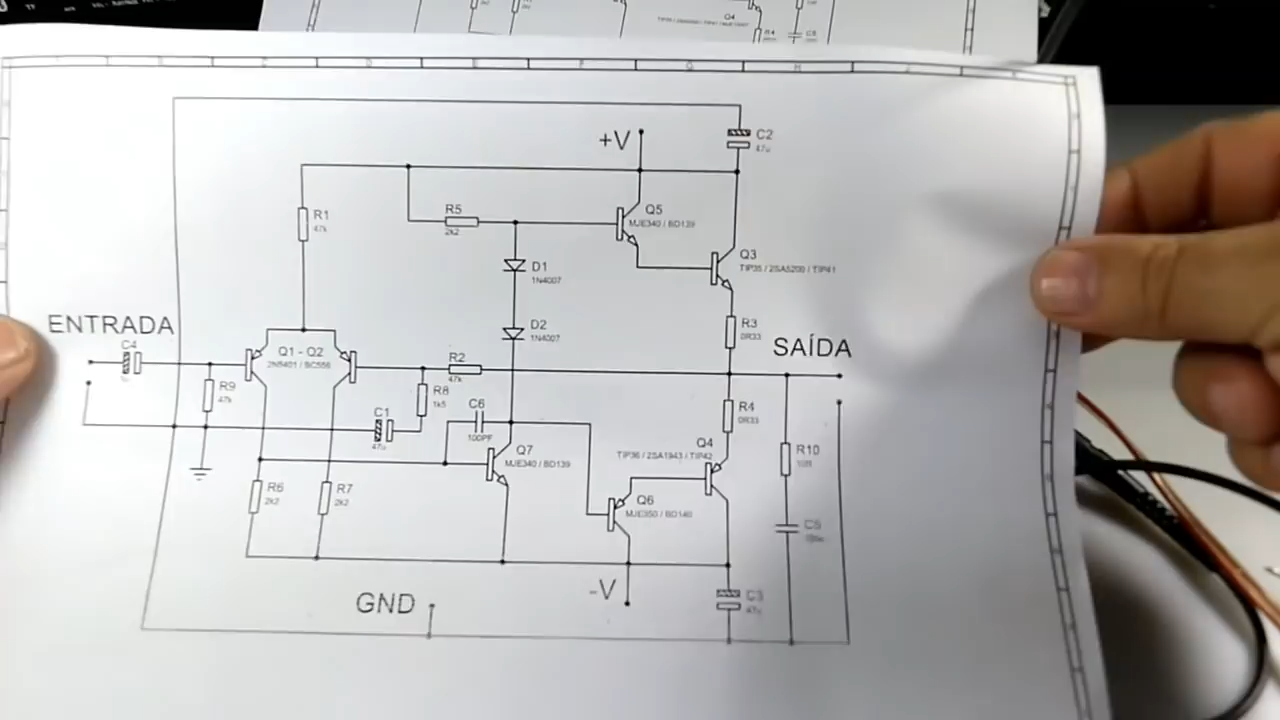 Q4
R4
C5
C2
47u
+V
Q5
MJE340 / BD139
R1
47k
R5
2k2
Q3
TIP35 / 2SA5200 / TIP41
D1
1N4007
D2
1N4007
R3
0R33
ENTRADA
C4
Q1 - Q2
2N5401 / BC556
SAÍDA
R2
47k
R9
47k
R8
1k5
C1
47u
C6
100PF
R4
0R33
Q4
TIP36 / 2SA1943 / TIP42
Q7
MJE340 / BD139
R10
10R
R6
2k2
R7
2k2
Q6
MJE350 / BD140
C5
-V
GND
C3
47u